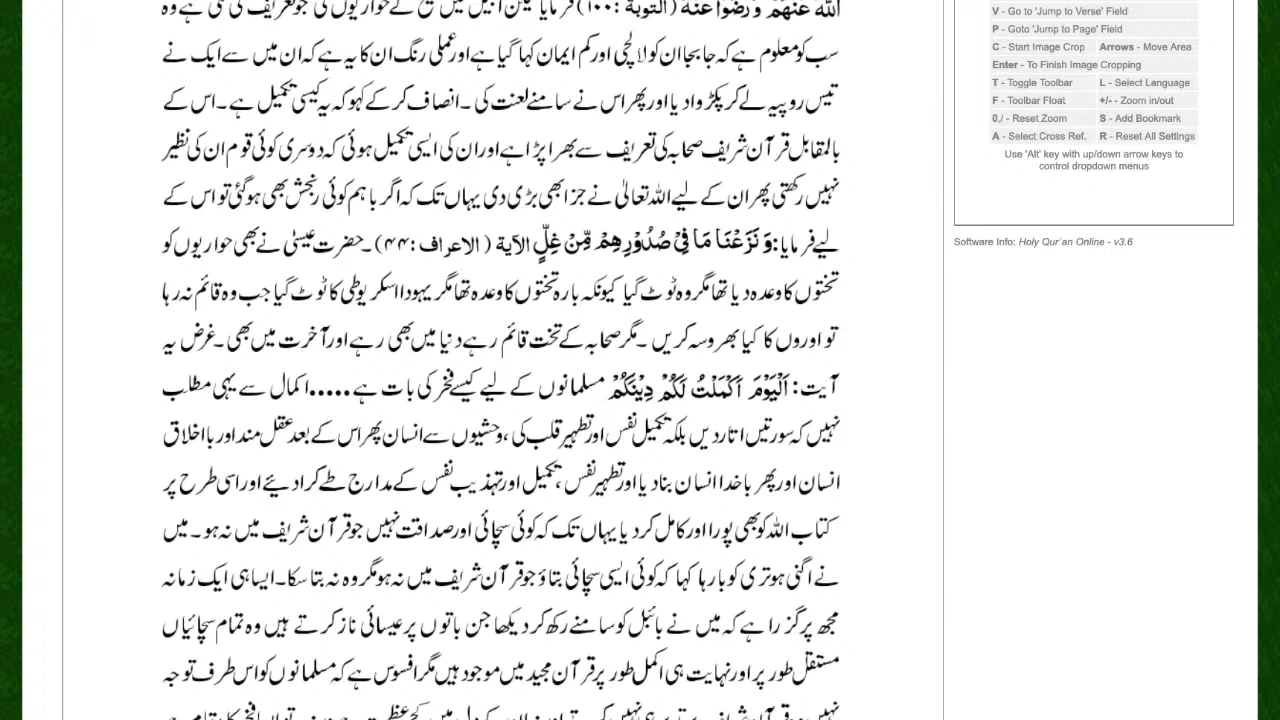 اللّٰهُ عَنْهُمْ وَرَضُوْا عَنْهُ (التوبة :۱۰۰) فرمایا لیکن انجیل میں مسیح کے حواریوں کی جو تعریف کی گئی ہے وہ
سب کو معلوم ہے کہ جا بجا ان کو لالچی اور کم ایمان کہا گیا ہے اور عملی رنگ ان کا یہ ہے کہ ان میں سے ایک نے
تیس روپیہ لے کر پکڑوا دیا اور پطرس نے سامنے لعنت کی ۔ انصاف کر کے کہو کہ یہ کیسی تکمیل ہے۔ اس کے
بالمقابل قرآن شریف صحابہ کی تعریف سے بھرا پڑا ہے اور ان کی ایسی تکمیل ہوئی کہ دوسری کوئی قوم ان کی نظیر
نہیں رکھتی پھر ان کے لیے اللہ تعالیٰ نے جزا بھی بڑی دی یہاں تک کہ اگر باہم کوئی رنجش بھی ہو گئی تو اس کے
لیے فرمایا: وَ نَزَعْنَا مَا فِيْ صُدُوْرِهِمْ مِّنْ غِلٍّ الآية (الاعراف :۴۴) ۔ حضرت عیسیٰ نے بھی حواریوں کو
تختوں کا وعدہ دیا تھا مگر وہ ٹوٹ گیا کیونکہ بارہ تختوں کا وعدہ تھا مگر یہودا اسکریوطی کا ٹوٹ گیا جب وہ قائم نہ رہا
تو اوروں کا کیا بھروسہ کریں ۔ مگر صحابہ کے تخت قائم رہے دنیا میں بھی رہے اور آخرت میں بھی ۔ غرض یہ
آیت: اَلْيَوْمَ اَكْمَلْتُ لَكُمْ دِيْنَكُمْ مسلمانوں کے لیے کیسے فخر کی بات ہے ..... اکمال سے یہی مطلب
نہیں کہ سورتیں اتار دیں بلکہ تکمیل نفس اور تطہیر قلب کی ، وحشیوں سے انسان پھر اس کے بعد عقل مند اور با اخلاق
انسان اور پھر باخدا انسان بنا دیا اور تطہیر نفس، تکمیل اور تہذیب نفس کے مدارج طے کرا دیئے اور اسی طرح پر
کتاب اللہ کو بھی پورا اور کامل کر دیا یہاں تک کہ کوئی سچائی اور صداقت نہیں جو قرآن شریف میں نہ ہو ۔ میں
نے اگنی ہوتری کو بارہا کہا کہ کوئی ایسی سچائی بتاؤ جو قرآن شریف میں نہ ہو مگر وہ نہ بتا سکا۔ ایسا ہی ایک زمانہ
مجھ پر گزرا ہے کہ میں نے بائبل کو سامنے رکھ کر دیکھا جن باتوں پر عیسائی ناز کرتے ہیں وہ تمام سچائیاں
مستقل طور پر اور نہایت ہی اکمل طور پر قرآن مجید میں موجود ہیں مگر افسوس ہے کہ مسلمانوں کو اس طرف توجہ
V - Go to 'Jump to Verse' Field
P - Goto 'Jump to Page' Field
C - Start Image Crop Arrows - Move Area
Enter - To Finish Image Cropping
T - Toggle Toolbar L - Select Language
F - Toolbar Float +/-- Zoom in/out
0,/ - Reset Zoom S - Add Bookmark
A - Select Cross Ref. R - Reset All Settings
Use 'Alt' key with up/down arrow keys to
control dropdown menus
Software Info: Holy Qur`an Online - v3.6